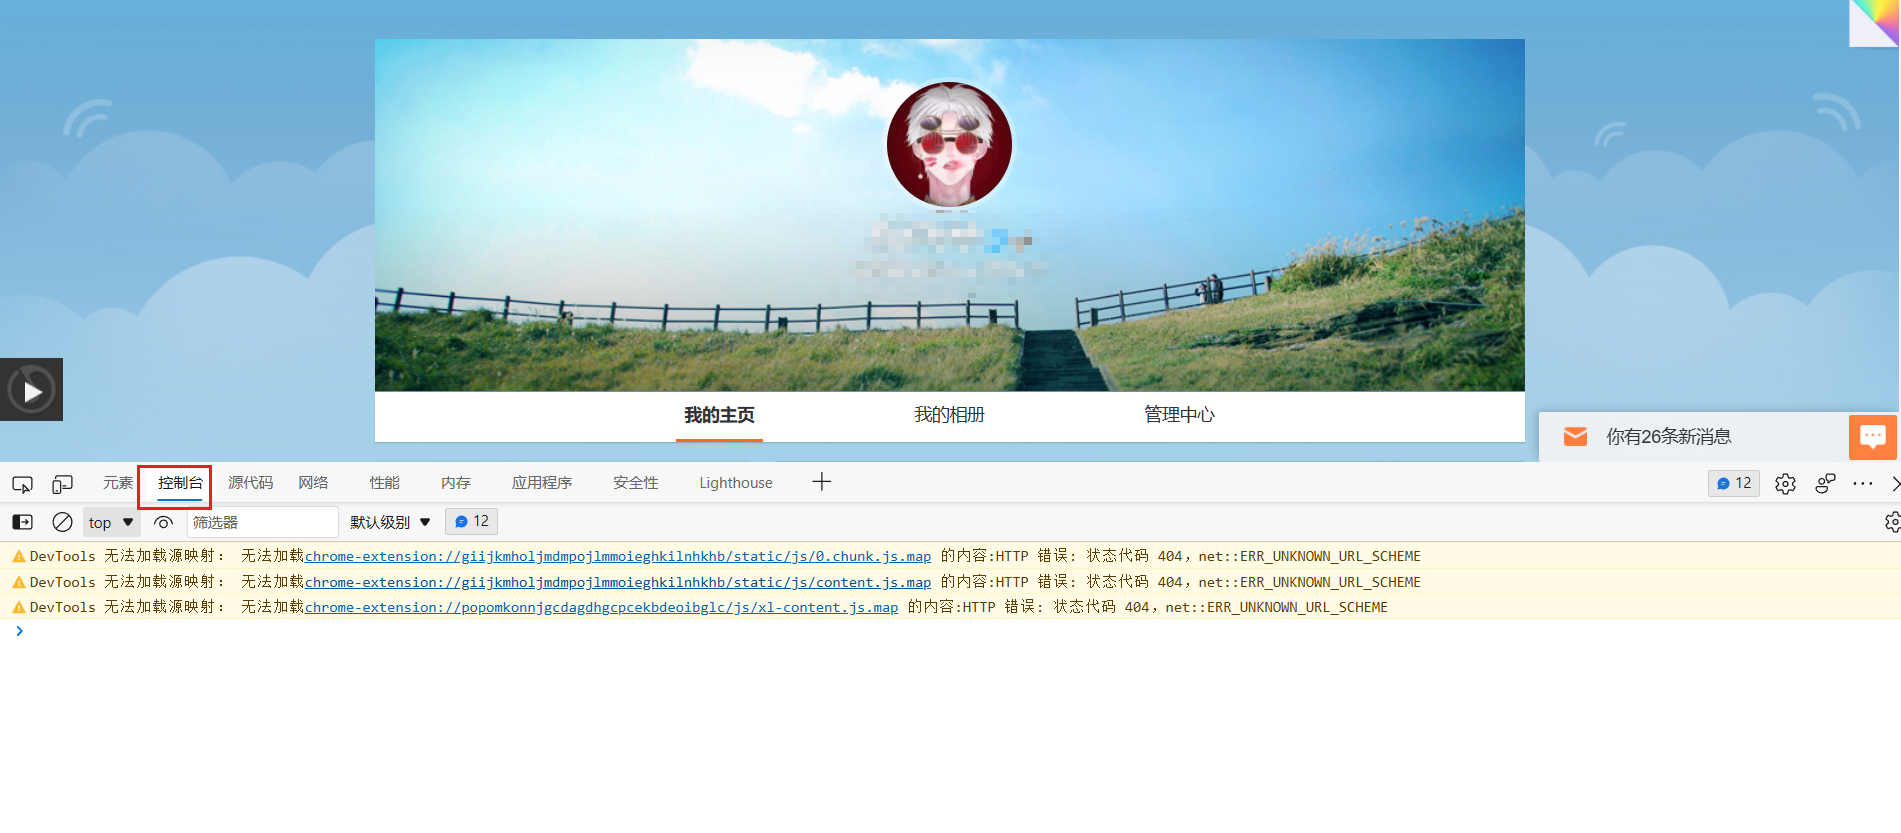 我的主页 我的相册 管理中心
你有26条新消息
元素 控制台 源代码 网络 性能 内存 应用程序 安全性 Lighthouse 12
top 筛选器 默认级别 12
DevTools 无法加载源映射： 无法加载chrome-extension://giijkmholjmdmpojlmmoieghkilnhkhb/static/js/0.chunk.js.map 的内容:HTTP 错误: 状态代码 404，net::ERR_UNKNOWN_URL_SCHEME
DevTools 无法加载源映射： 无法加载chrome-extension://giijkmholjmdmpojlmmoieghkilnhkhb/static/js/content.js.map 的内容:HTTP 错误: 状态代码 404，net::ERR_UNKNOWN_URL_SCHEME
DevTools 无法加载源映射： 无法加载chrome-extension://popomkonnjgcdagdhgcpcekbdeoibglc/js/xl-content.js.map 的内容:HTTP 错误: 状态代码 404，net::ERR_UNKNOWN_URL_SCHEME